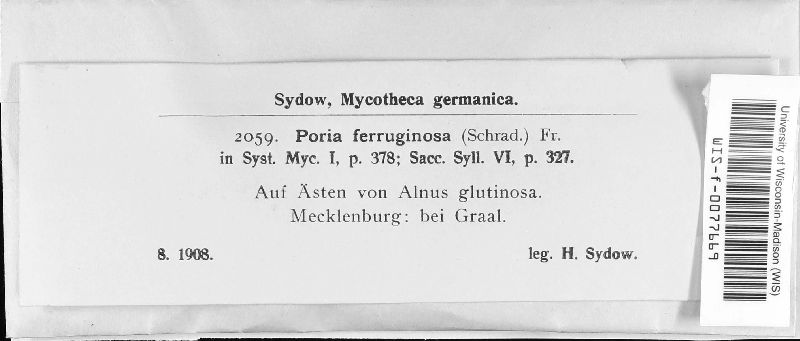 Sydow, Mycotheca germanica.
2059. Poria ferruginosa (Schrad.) Fr.
in Syst. Myc. I, p. 378; Sacc. Syll. VI, p. 327.
Auf Ästen von Alnus glutinosa.
Mecklenburg: bei Graal.
8. 1908.
leg. H. Sydow.
University of Wisconsin-Madison (WIS)
WIS-f-0077669